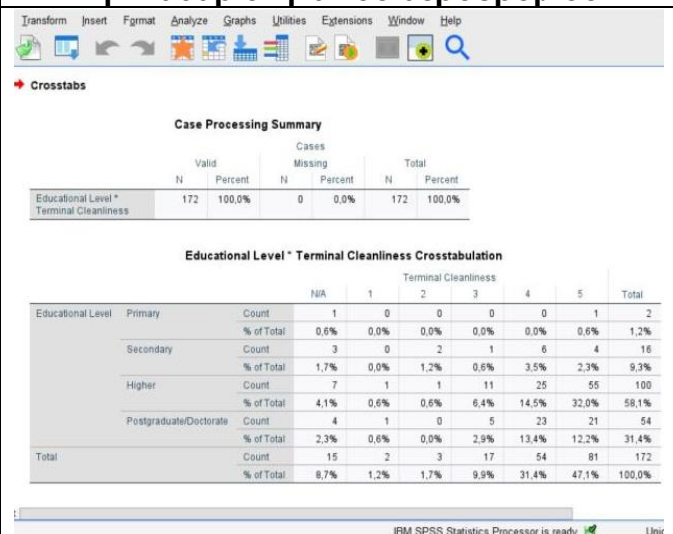 Transform Insert Format Analyze Graphs Utilities Extensions Window Help
Crosstabs
Case Processing Summary
Cases
Valid Missing Total
N Percent N Percent N Percent
Educational Level * Terminal Cleanliness 172 100,0% 0 0,0% 172 100,0%
Educational Level * Terminal Cleanliness Crosstabulation
Terminal Cleanliness
N/A 1 2 3 4 5 Total
Educational Level Primary Count 1 0 0 0 0 1 2
% of Total 0,6% 0,0% 0,0% 0,0% 0,0% 0,6% 1,2%
Secondary Count 3 0 2 1 6 4 16
% of Total 1,7% 0,0% 1,2% 0,6% 3,5% 2,3% 9,3%
Higher Count 7 1 1 11 25 55 100
% of Total 4,1% 0,6% 0,6% 6,4% 14,5% 32,0% 58,1%
Postgraduate/Doctorate Count 4 1 0 5 23 21 54
% of Total 2,3% 0,6% 0,0% 2,9% 13,4% 12,2% 31,4%
Total Count 15 2 3 17 54 81 172
% of Total 8,7% 1,2% 1,7% 9,9% 31,4% 47,1% 100,0%
IBM SPSS Statistics Processor is ready